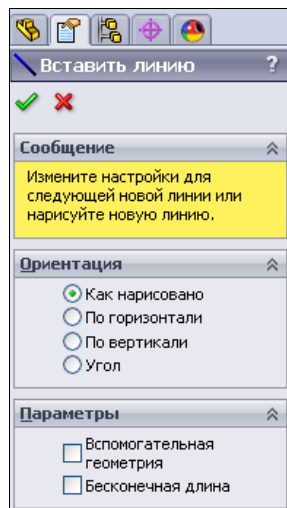 Вставить линию ?
Сообщение
Измените настройки для
следующей новой линии или
нарисуйте новую линию.
Ориентация
Как нарисовано
По горизонтали
По вертикали
Угол
Параметры
Вспомогательная
геометрия
Бесконечная длина